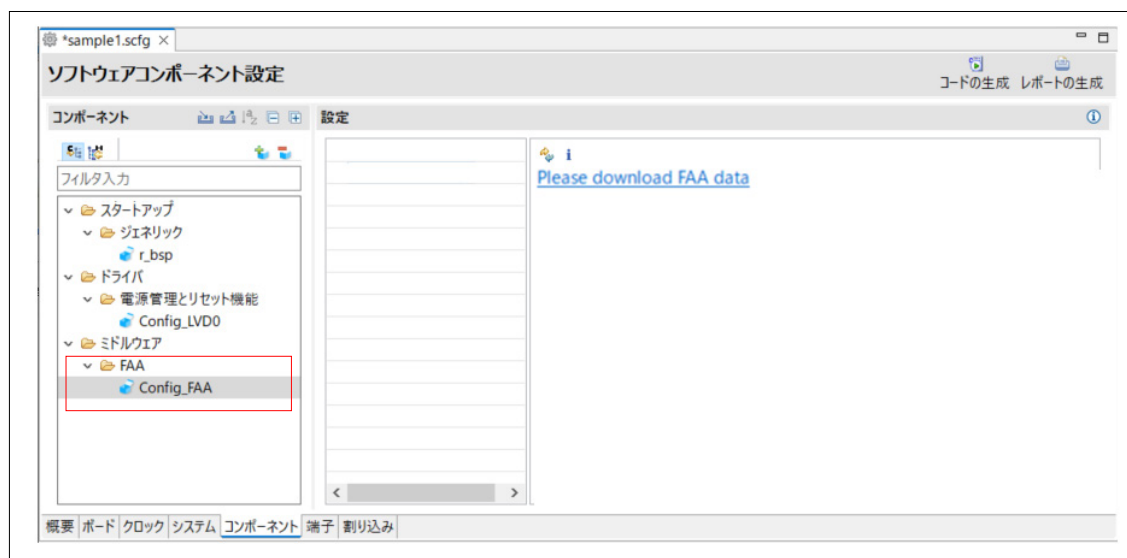 *sample1.scfg
ソフトウェアコンポーネント設定
コードの生成 レポートの生成
コンポーネント
設定
フィルタ入力
スタートアップ
ジェネリック
r_bsp
ドライバ
電源管理とリセット機能
Config_LVD0
ミドルウェア
FAA
Config_FAA
Please download FAA data
概要 ボード クロック システム コンポーネント 端子 割り込み